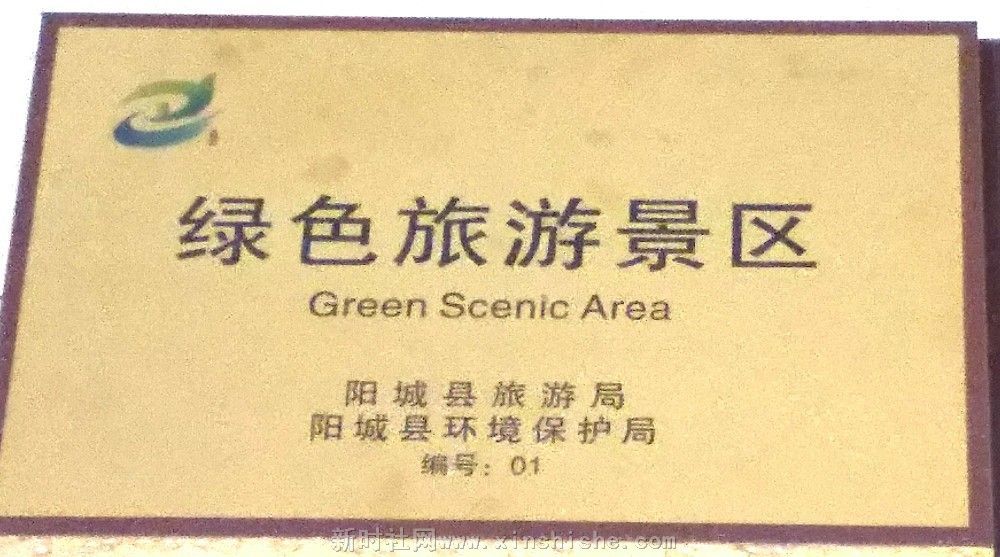 绿色旅游景区
Green Scenic Area
阳城县旅游局
阳城县环境保护局
编号：01
新时社网www.xinshishe.com